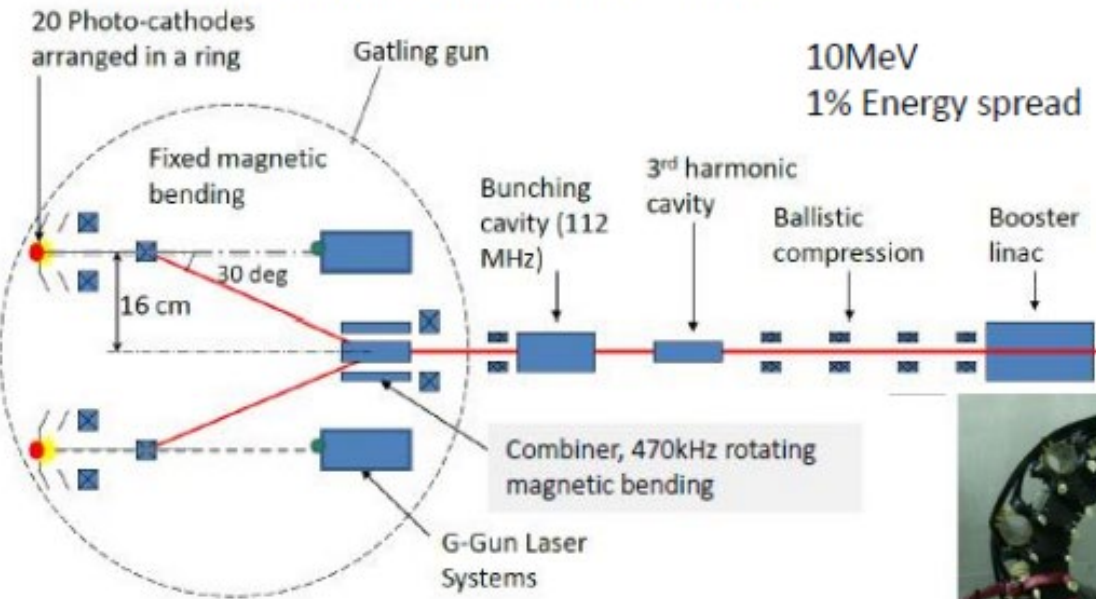 20 Photo-cathodes
arranged in a ring
Gatling gun
10MeV
1% Energy spread
Fixed magnetic
bending
Bunching
cavity (112
MHz)
3rd harmonic
cavity
Ballistic
compression
Booster
linac
30 deg
16 cm
Combiner, 470kHz rotating
magnetic bending
G-Gun Laser
Systems